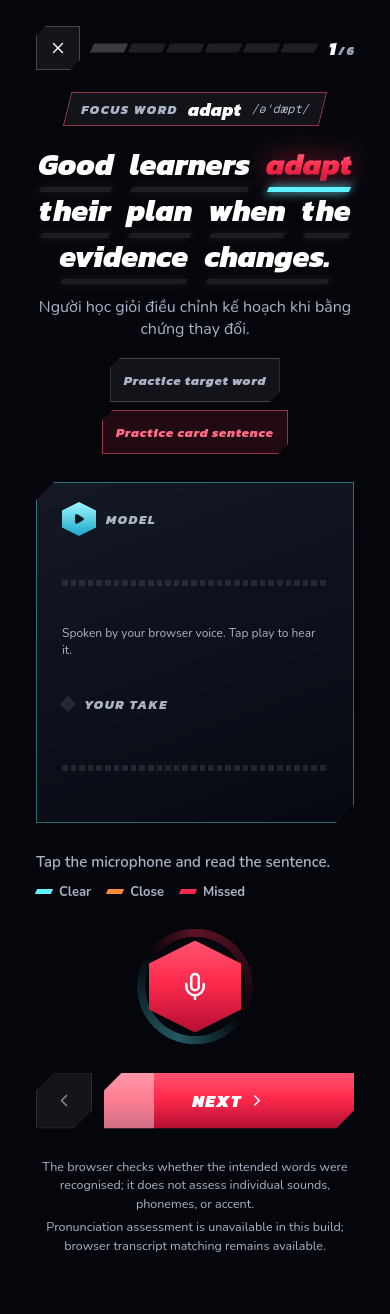 1/6
FOCUS WORD adapt /ə'dæpt/
Good learners adapt
their plan when the
evidence changes.
Người học giỏi điều chỉnh kế hoạch khi bằng
chứng thay đổi.
Practice target word
Practice card sentence
MODEL
Spoken by your browser voice. Tap play to hear
it.
YOUR TAKE
Tap the microphone and read the sentence.
Clear Close Missed
NEXT
The browser checks whether the intended words were
recognised; it does not assess individual sounds,
phonemes, or accent.
Pronunciation assessment is unavailable in this build;
browser transcript matching remains available.